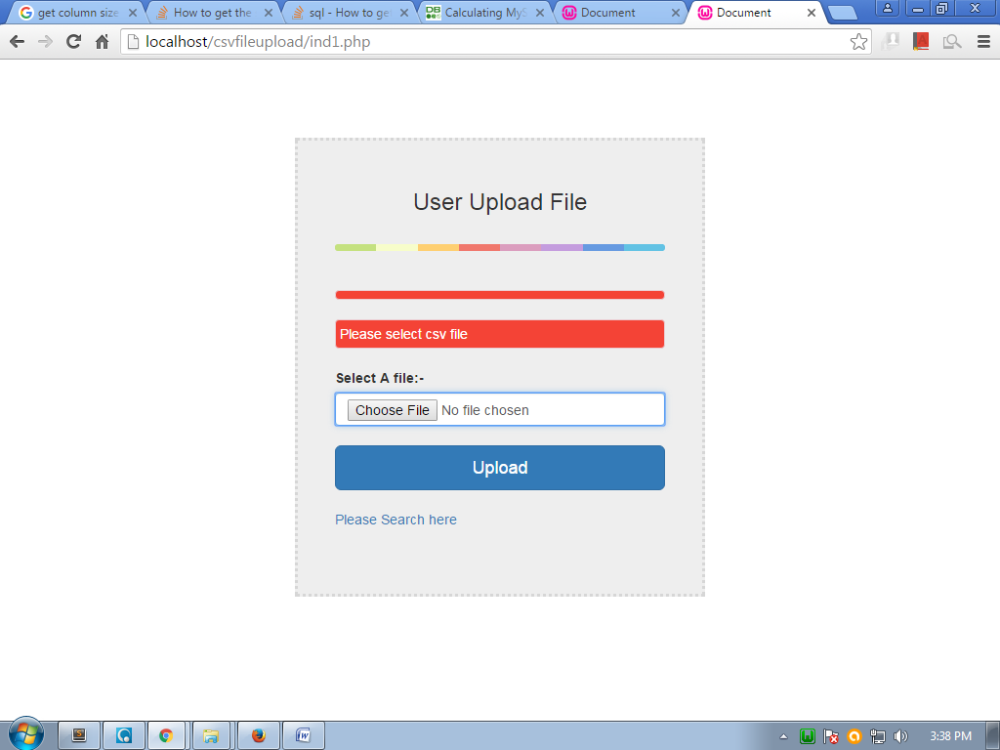 get column size
How to get the
sql - How to get
Calculating MyS
Document
Document
localhost/csvfileupload/ind1.php
User Upload File
Please select csv file
Select A file:-
Choose File No file chosen
Upload
Please Search here
3:38 PM